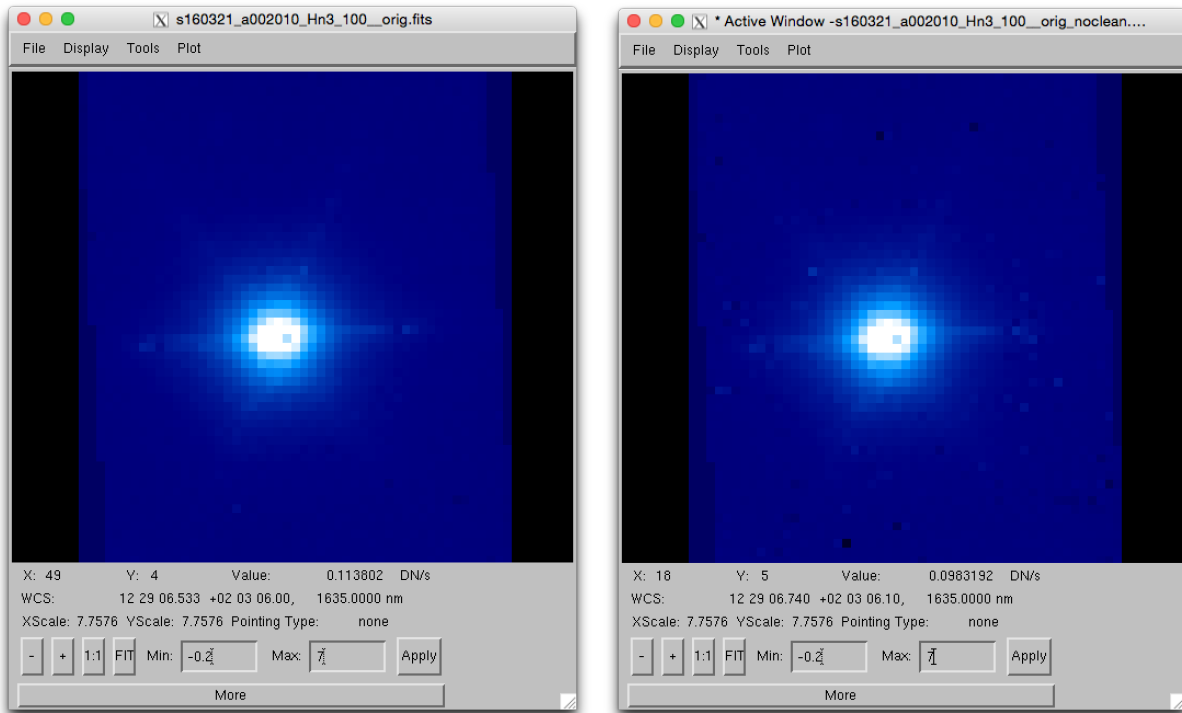 s160321_a002010_Hn3_100__orig.fits
File Display Tools Plot
X: 49 Y: 4 Value: 0.113802 DN/s
WCS: 12 29 06.533 +02 03 06.00, 1635.0000 nm
XScale: 7.7576 YScale: 7.7576 Pointing Type: none
- + 1:1 FIT Min: -0.2 Max: 7 Apply
More
* Active Window -s160321_a002010_Hn3_100__orig_noclean....
File Display Tools Plot
X: 18 Y: 5 Value: 0.0983192 DN/s
WCS: 12 29 06.740 +02 03 06.10, 1635.0000 nm
XScale: 7.7576 YScale: 7.7576 Pointing Type: none
- + 1:1 FIT Min: -0.2 Max: 7 Apply
More